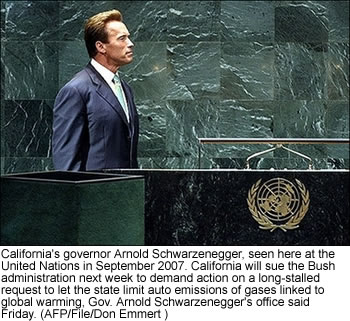 California's governor Arnold Schwarzenegger, seen here at the
United Nations in September 2007. California will sue the Bush
administration next week to demand action on a long-stalled
request to let the state limit auto emissions of gases linked to
global warming, Gov. Arnold Schwarzenegger's office said
Friday. (AFP/File/Don Emmert )